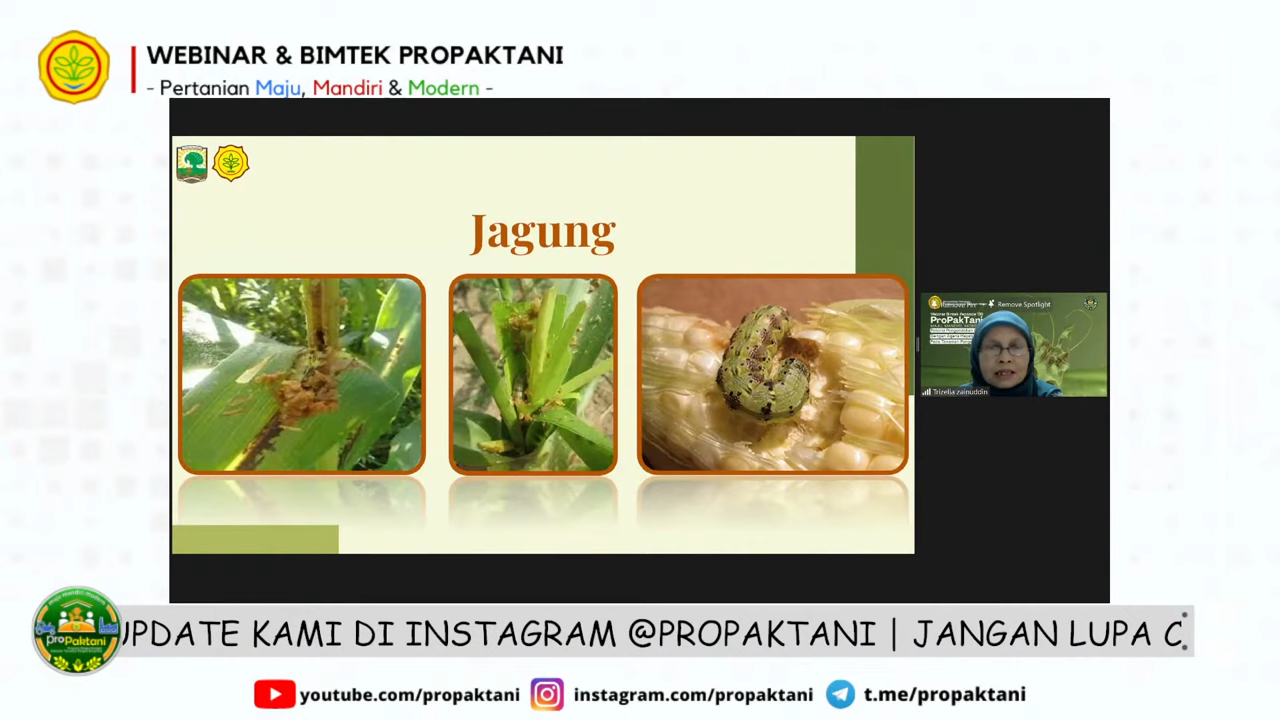 WEBINAR & BIMTEK PROPAKTANI
- Pertanian Maju, Mandiri & Modern -
Jagung
Remove Spotlight
ProPakTani
Trizelia zainuddin
proPaktani
UPDATE KAMI DI INSTAGRAM @PROPAKTANI | JANGAN LUPA C
youtube.com/propaktani
instagram.com/propaktani
t.me/propaktani